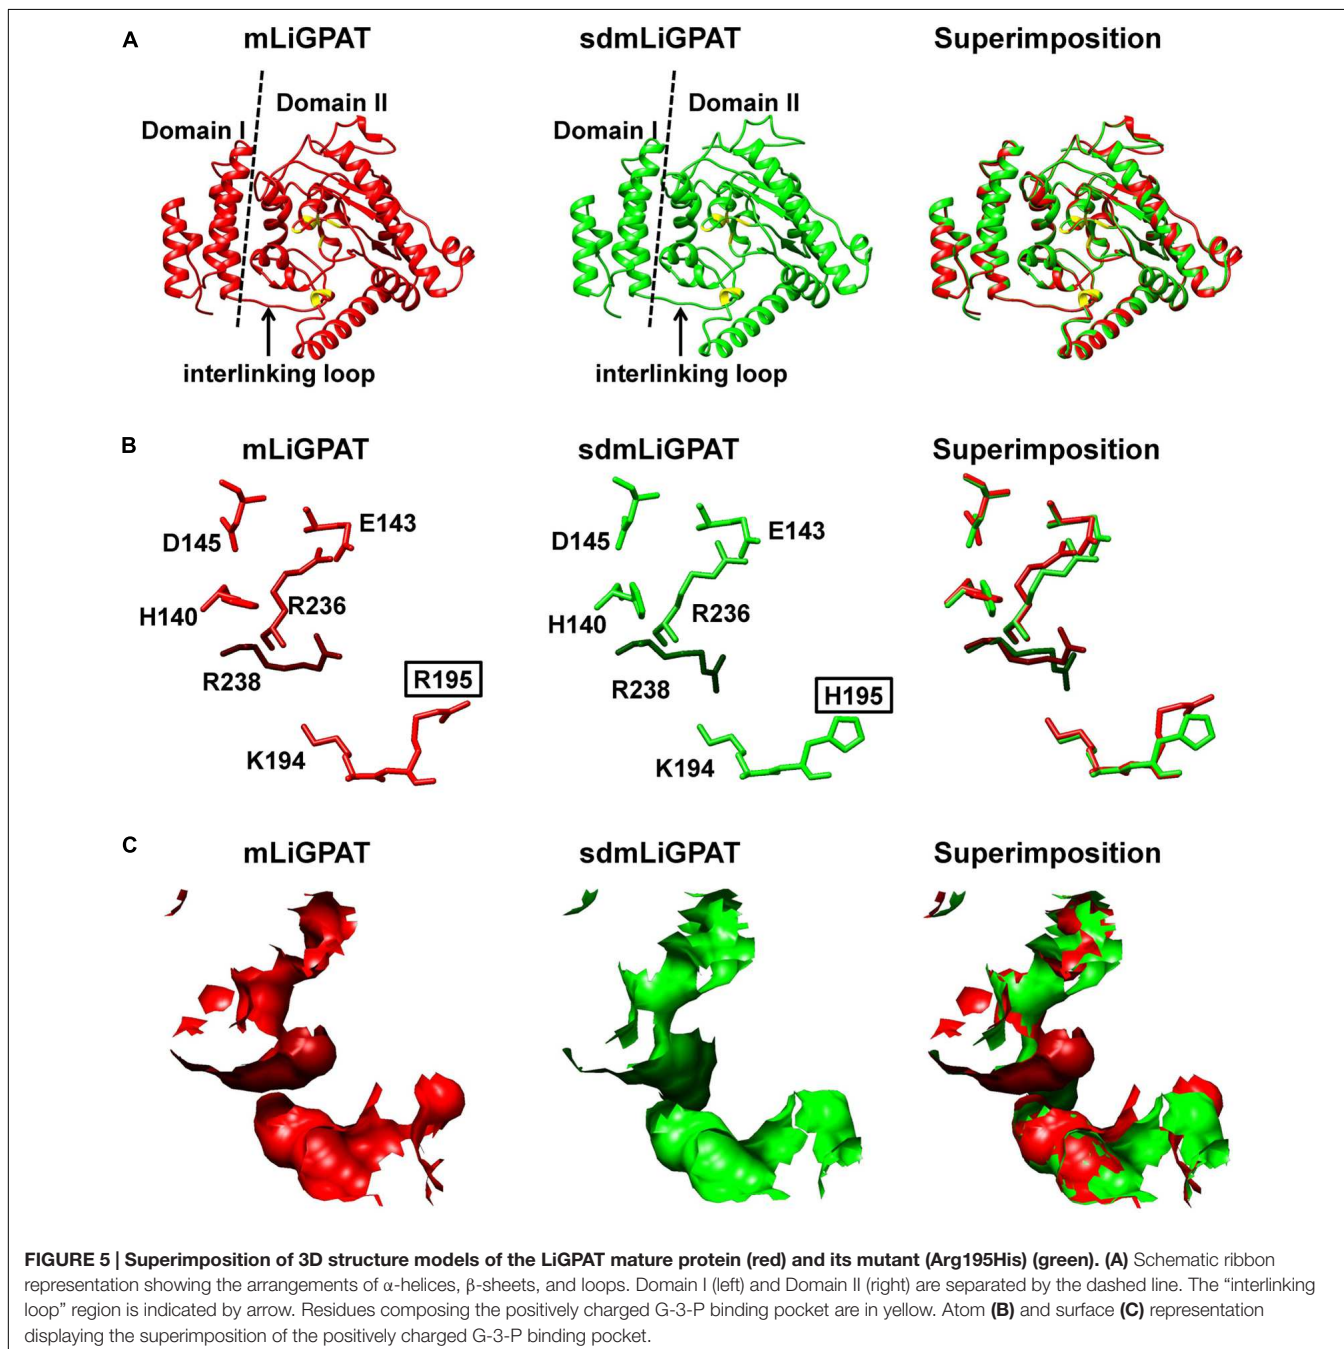 A
mLiGPAT
sdmLiGPAT
Superimposition
Domain I
Domain II
Domain I
Domain II
interlinking loop
interlinking loop
B
mLiGPAT
sdmLiGPAT
Superimposition
D145
E143
H140
R236
R238
R195
K194
D145
E143
H140
R236
R238
H195
K194
C
mLiGPAT
sdmLiGPAT
Superimposition
FIGURE 5 | Superimposition of 3D structure models of the LiGPAT mature protein (red) and its mutant (Arg195His) (green). (A) Schematic ribbon
representation showing the arrangements of α-helices, β-sheets, and loops. Domain I (left) and Domain II (right) are separated by the dashed line. The “interlinking
loop” region is indicated by arrow. Residues composing the positively charged G-3-P binding pocket are in yellow. Atom (B) and surface (C) representation
displaying the superimposition of the positively charged G-3-P binding pocket.